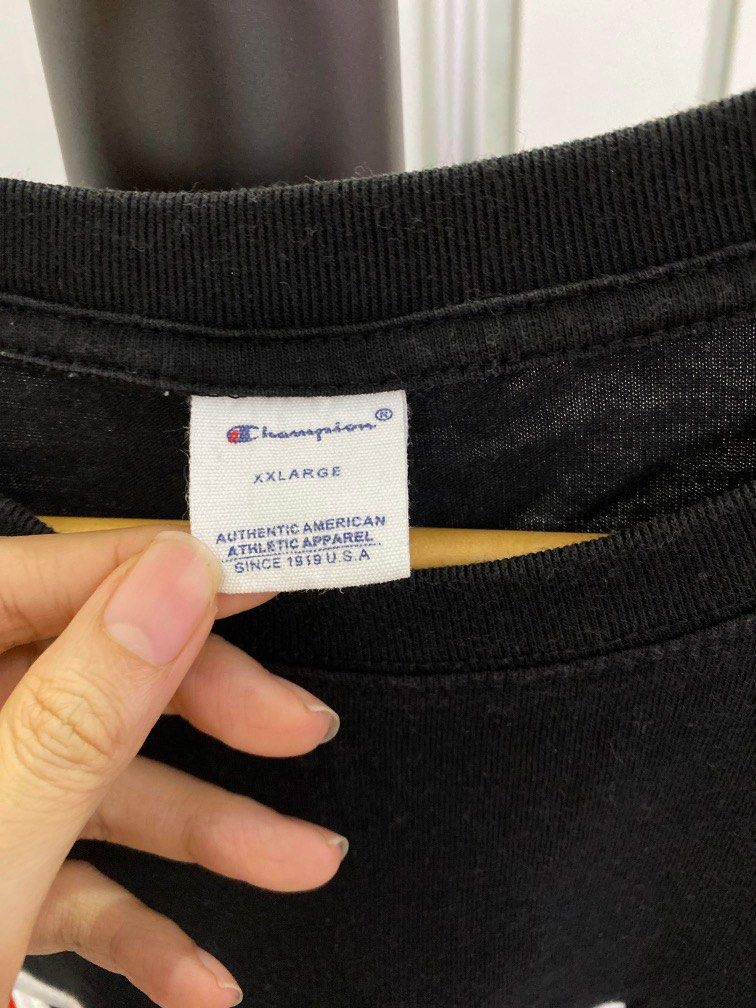 Champion®
XXLARGE
AUTHENTIC AMERICAN
ATHLETIC APPAREL
SINCE 1919 U.S.A